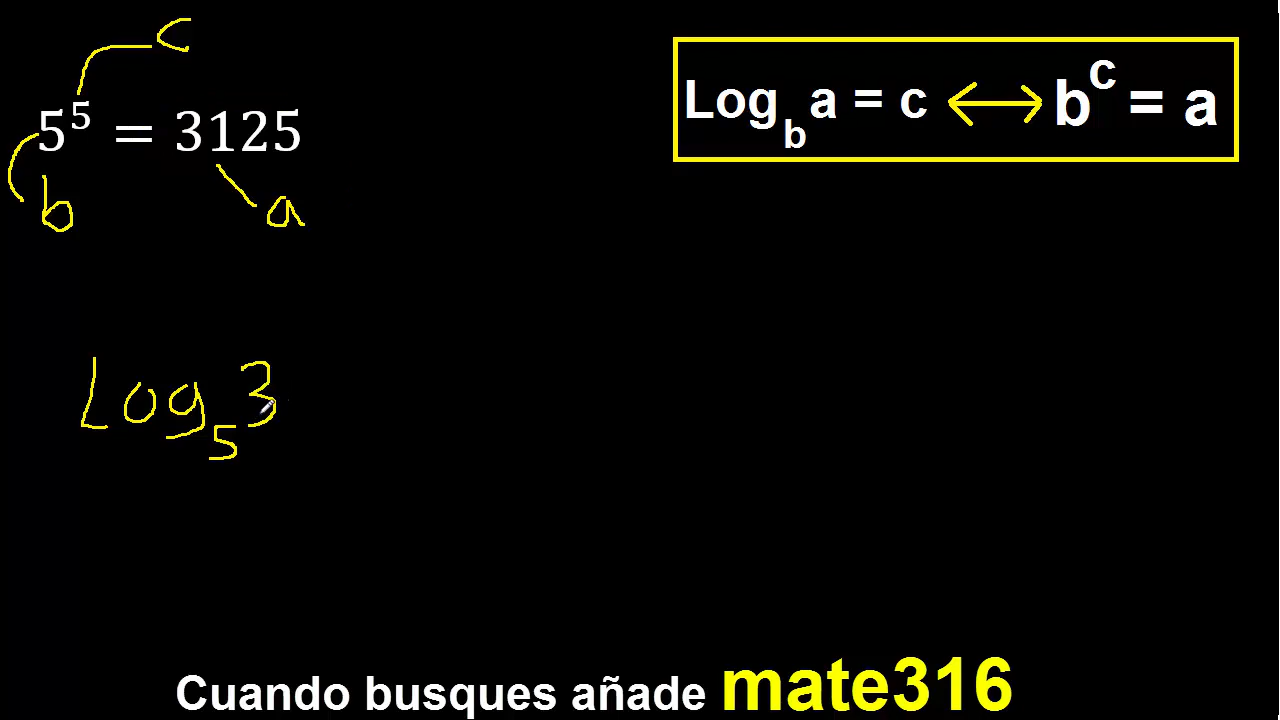 c
5⁵ = 3125
b
a
Log_b a = c ⟷ b^c = a
Log₅3
Cuando busques añade mate316